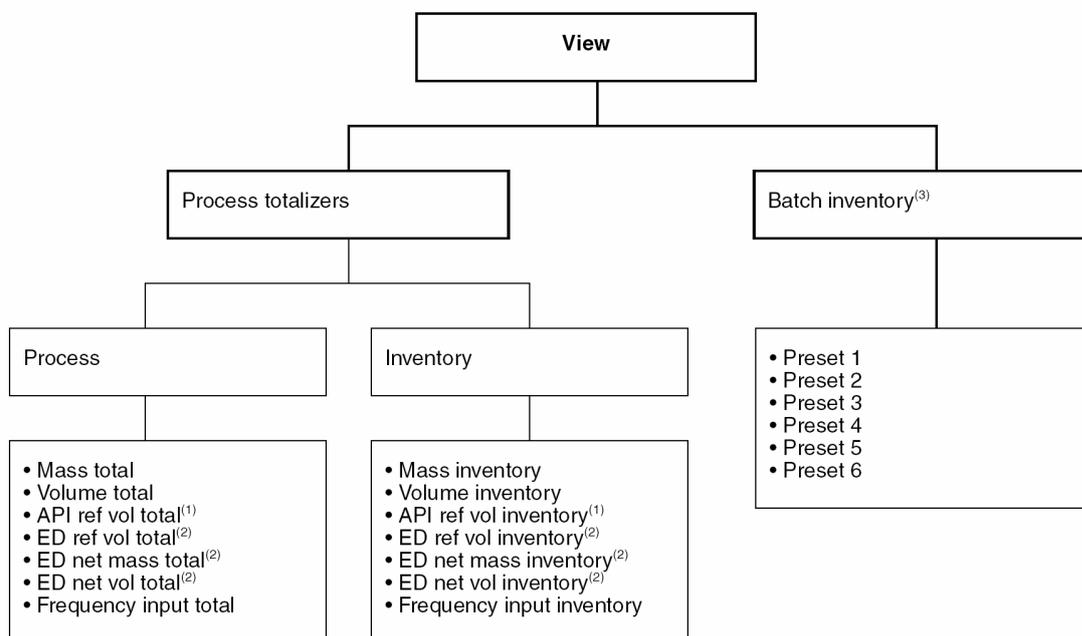 View
Process totalizers
Batch inventory(3)
Process
Inventory
• Preset 1
• Preset 2
• Preset 3
• Preset 4
• Preset 5
• Preset 6
• Mass total
• Volume total
• API ref vol total(1)
• ED ref vol total(2)
• ED net mass total(2)
• ED net vol total(2)
• Frequency input total
• Mass inventory
• Volume inventory
• API ref vol inventory(1)
• ED ref vol inventory(2)
• ED net mass inventory(2)
• ED net vol inventory(2)
• Frequency input inventory